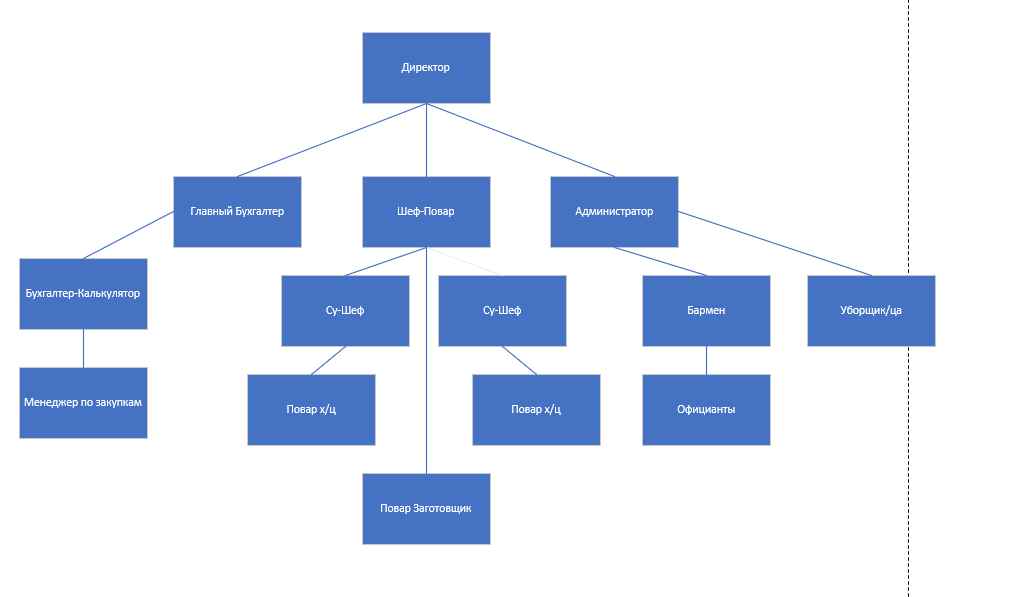 Директор
Главный Бухгалтер
Шеф-Повар
Администратор
Бухгалтер-Калькулятор
Су-Шеф
Су-Шеф
Бармен
Уборщик/ца
Менеджер по закупкам
Повар х/ц
Повар х/ц
Официанты
Повар Заготовщик